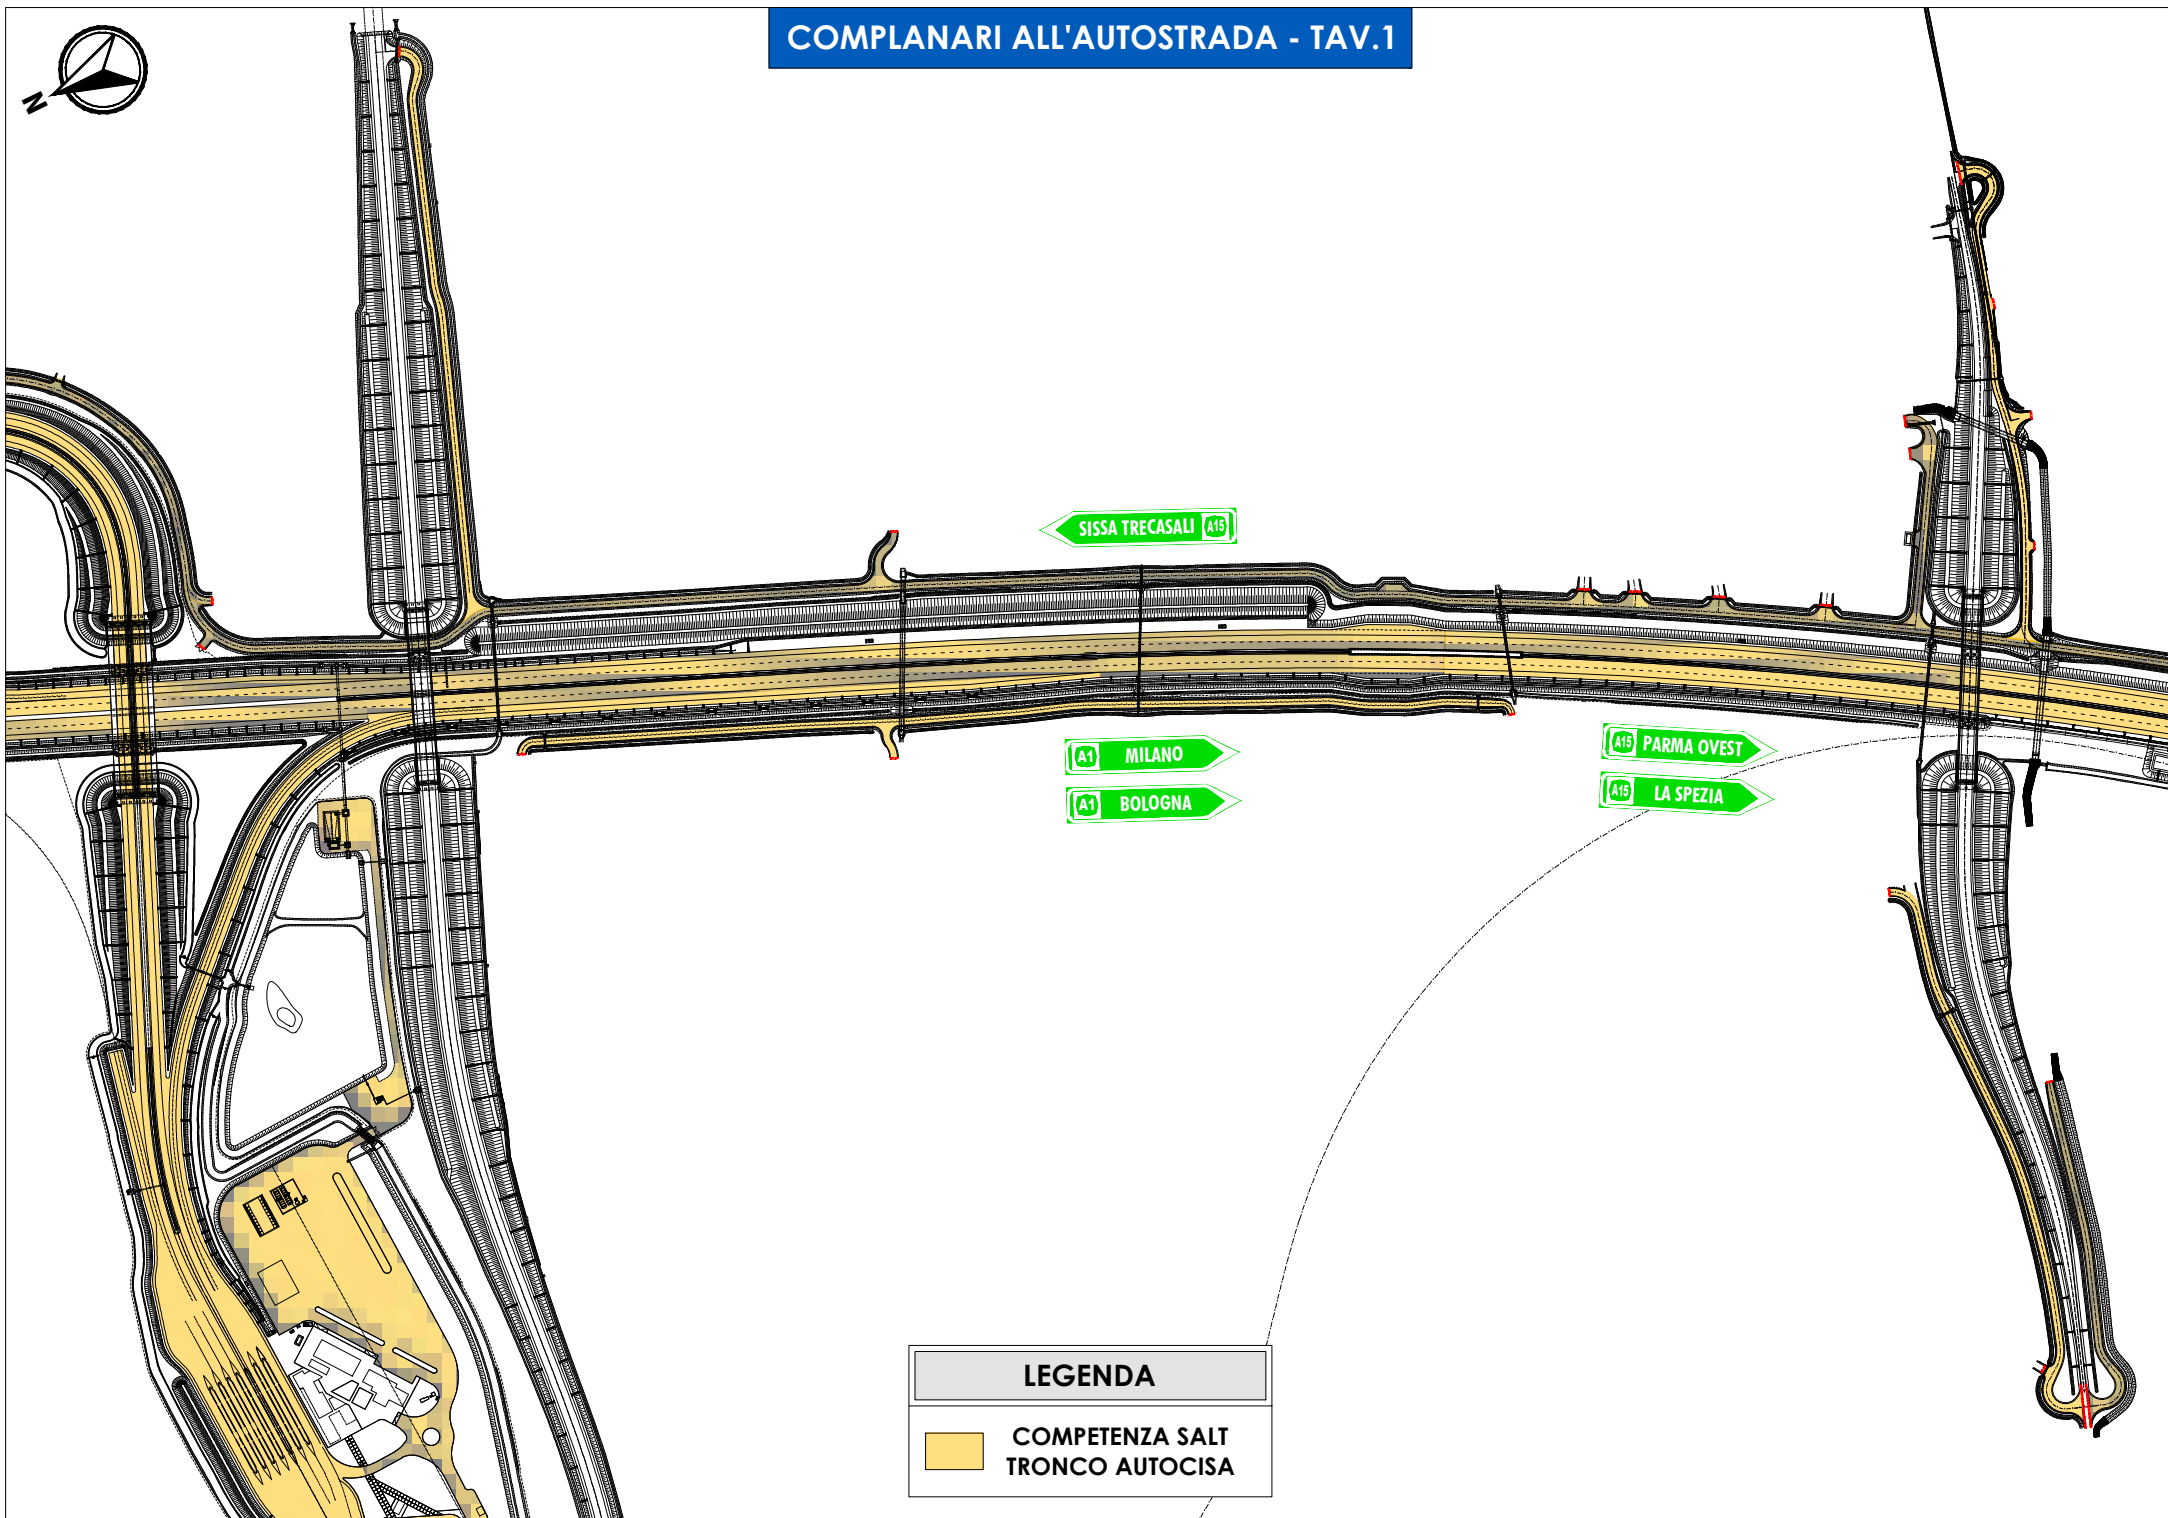 COMPLANARI ALL'AUTOSTRADA - TAV.1
N
SISSA TRECASALI A15
A1 MILANO
A1 BOLOGNA
A15 PARMA OVEST
A15 LA SPEZIA
LEGENDA
COMPETENZA SALT
TRONCO AUTOCISA